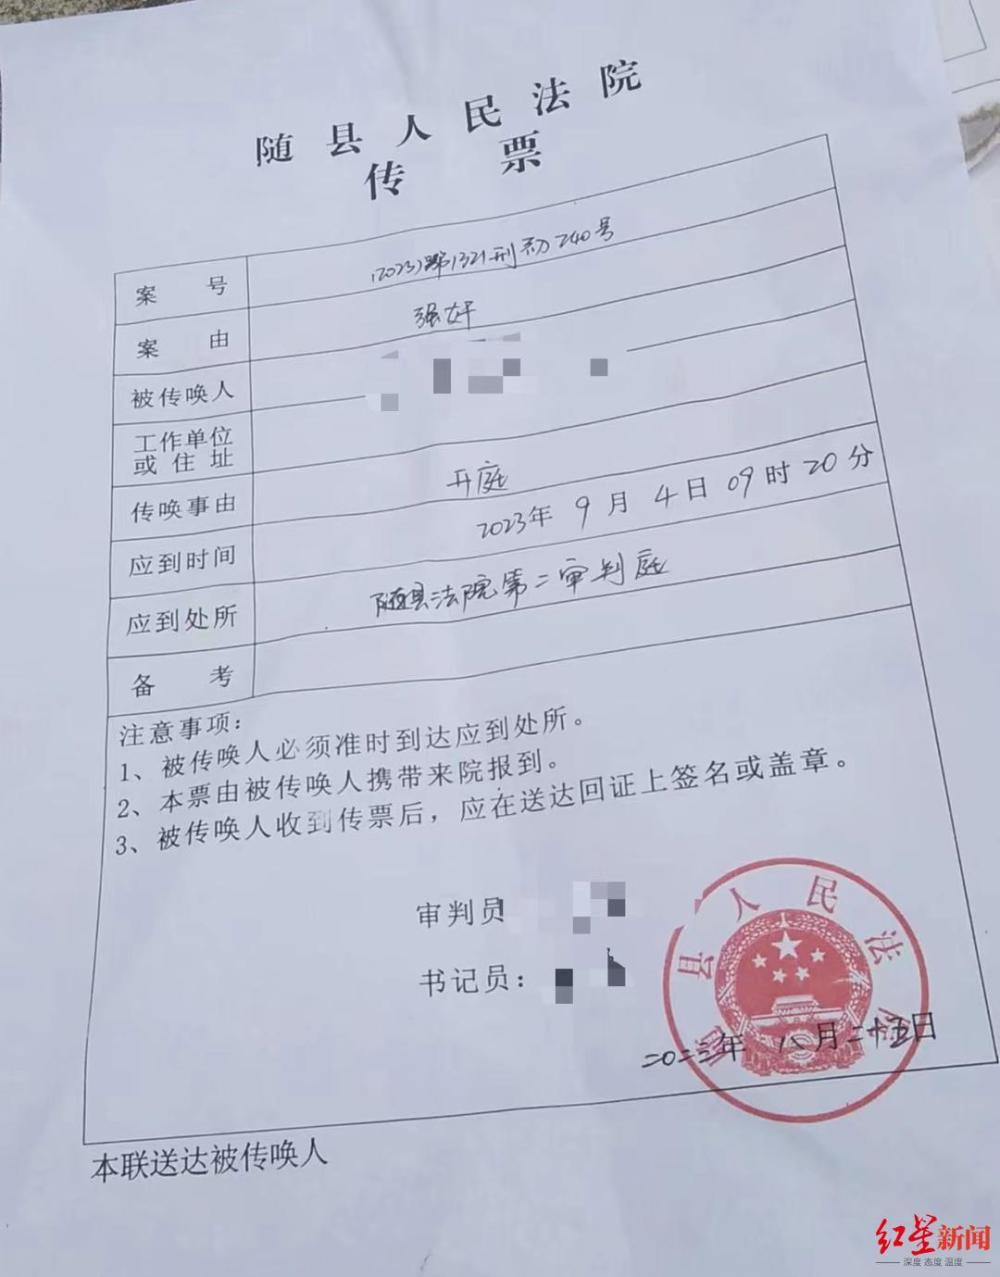 随县人民法院
传票
案号 (2023)鄂1321刑初240号
案由 强奸
被传唤人
工作单位
或住址
传唤事由 开庭
应到时间 2023年9月4日09时20分
应到处所 随县法院第二审判庭
备考
注意事项：
1、被传唤人必须准时到达应到处所。
2、本票由被传唤人携带来院报到。
3、被传唤人收到传票后，应在送达回证上签名或盖章。
审判员
书记员：
县人民法院
二〇二三年八月二十五日
本联送达被传唤人
红星新闻
深度 态度 温度